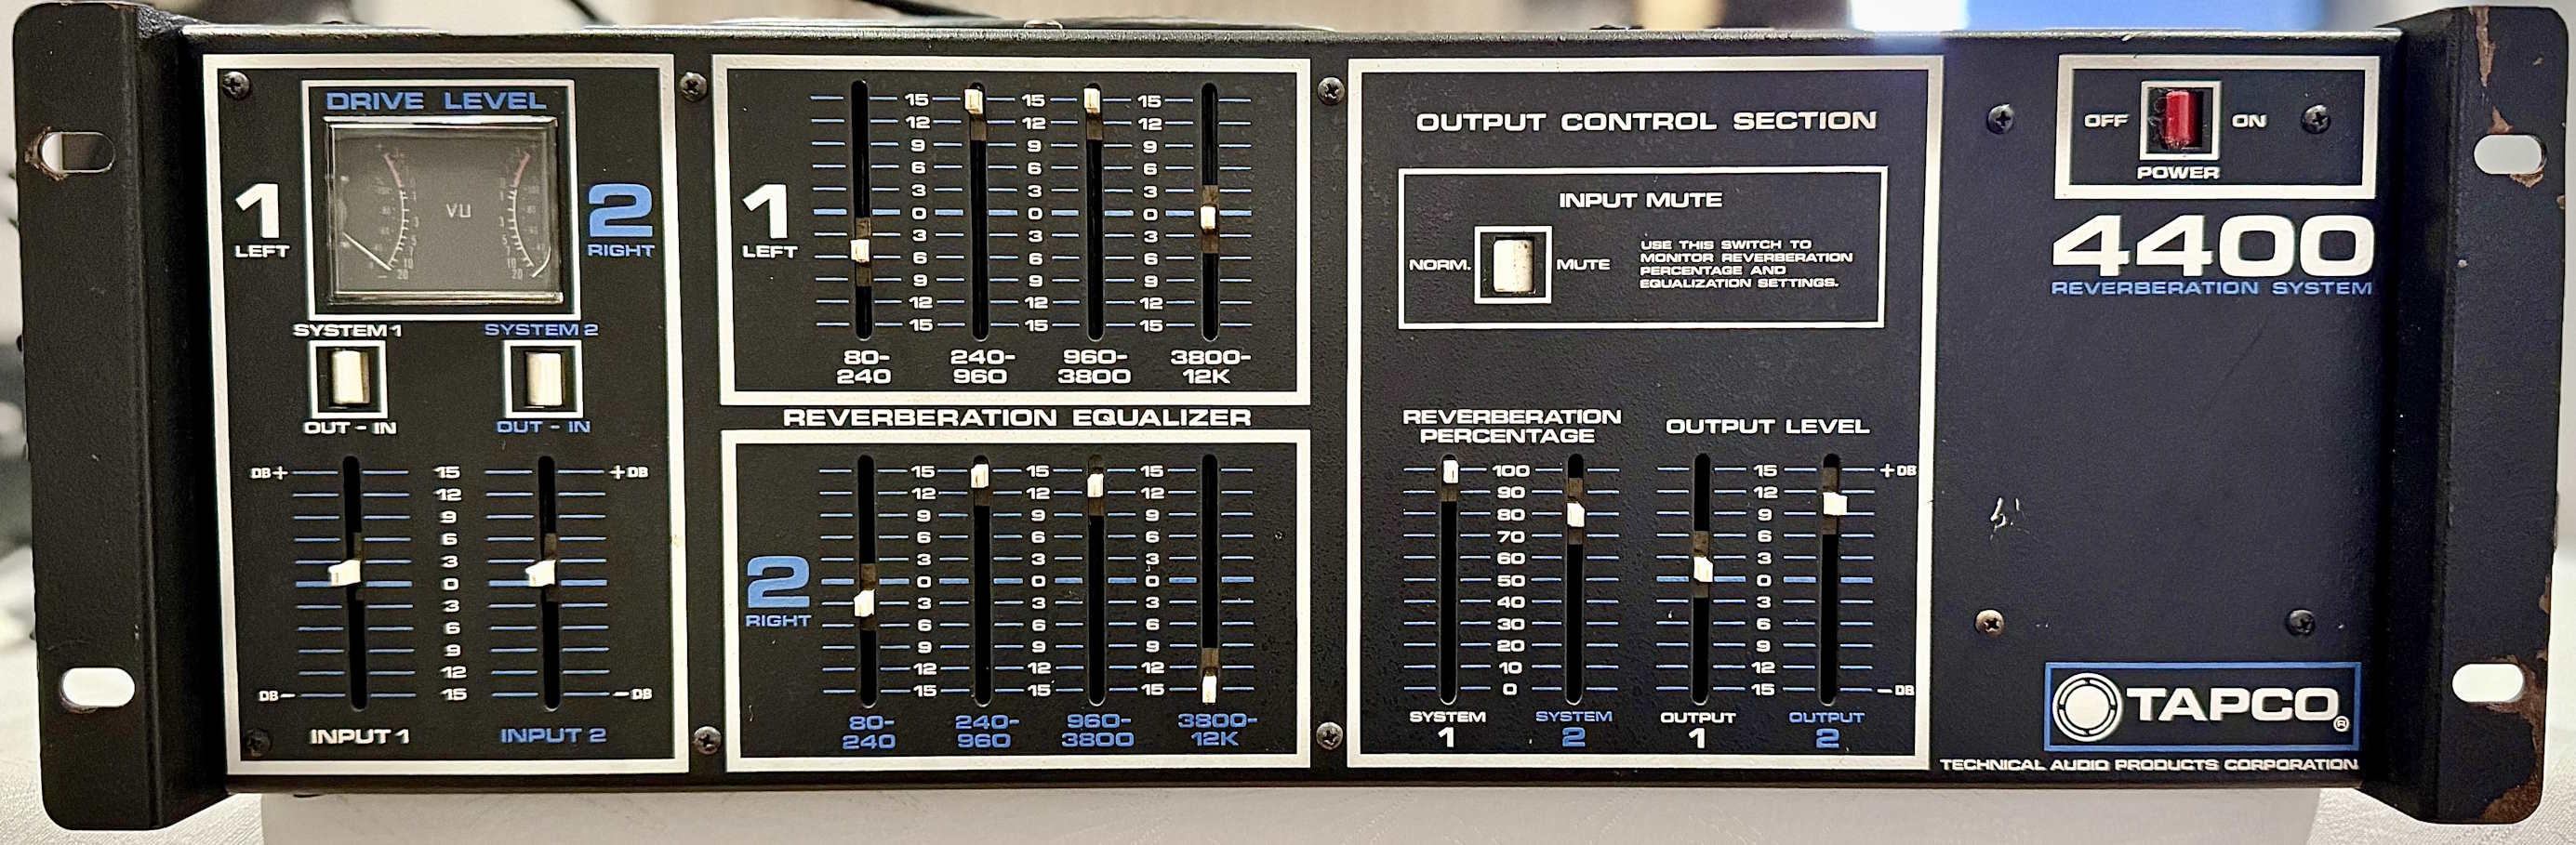 DRIVE LEVEL
VU
1
LEFT
2
RIGHT
SYSTEM 1
SYSTEM 2
OUT - IN
OUT - IN
DB+ 15 +DB
12
9
6
3
0
3
6
9
12
DB- 15 -DB
INPUT 1
INPUT 2
1
LEFT
15 15 15
12 12 12
9 9 9
6 6 6
3 3 3
0 0 0
3 3 3
6 6 6
9 9 9
12 12 12
15 15 15
80- 240- 960- 3800-
240 960 3800 12K
REVERBERATION EQUALIZER
2
RIGHT
15 15 15
12 12 12
9 9 9
6 6 6
3 3 3
0 0 0
3 3 3
6 6 6
9 9 9
12 12 12
15 15 15
80- 240- 960- 3800-
240 960 3800 12K
OUTPUT CONTROL SECTION
INPUT MUTE
NORM. MUTE
USE THIS SWITCH TO
MONITOR REVERBERATION
PERCENTAGE AND
EQUALIZATION SETTINGS.
REVERBERATION
PERCENTAGE
100
90
80
70
60
50
40
30
20
10
0
SYSTEM
1
SYSTEM
2
OUTPUT LEVEL
15 +DB
12
9
6
3
0
3
6
9
12
15 -DB
OUTPUT
1
OUTPUT
2
OFF ON
POWER
4400
REVERBERATION SYSTEM
TAPCO®
TECHNICAL AUDIO PRODUCTS CORPORATION